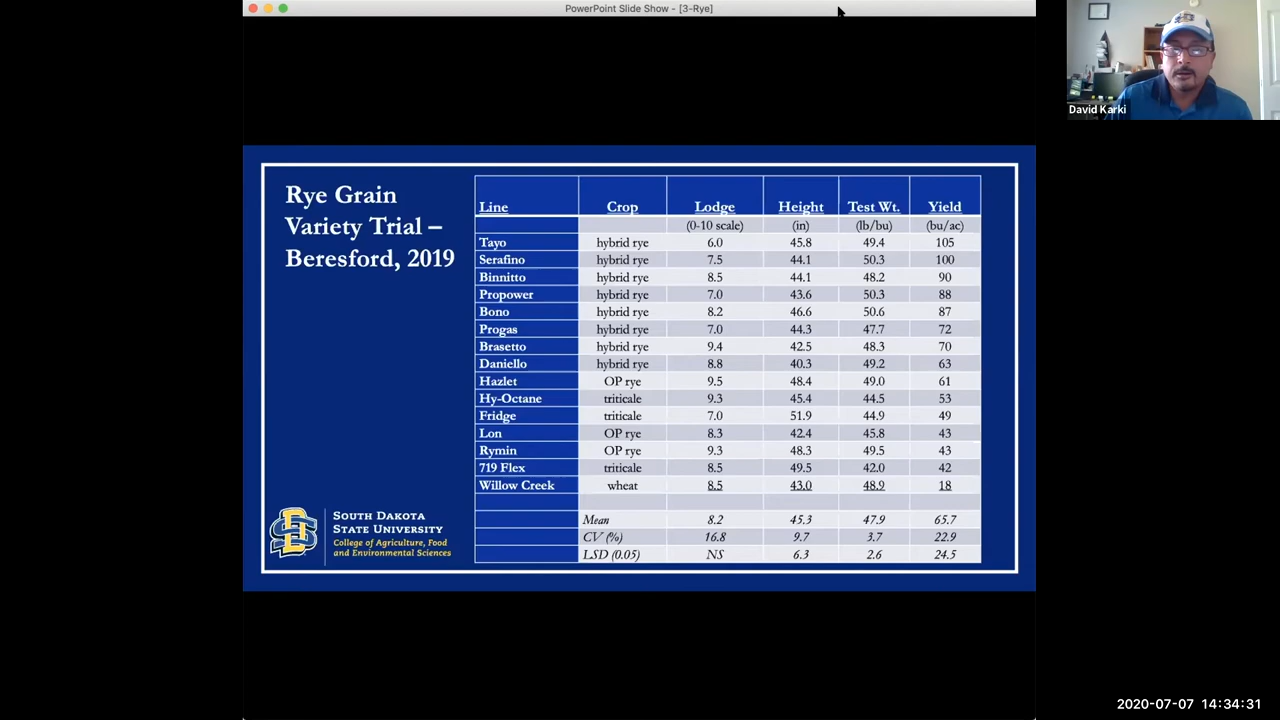 PowerPoint Slide Show - [3-Rye]
David Karki
Rye Grain
Variety Trial –
Beresford, 2019
Line Crop Lodge Height Test Wt. Yield
(0-10 scale) (in) (lb/bu) (bu/ac)
Tayo hybrid rye 6.0 45.8 49.4 105
Serafino hybrid rye 7.5 44.1 50.3 100
Binnitto hybrid rye 8.5 44.1 48.2 90
Propower hybrid rye 7.0 43.6 50.3 88
Bono hybrid rye 8.2 46.6 50.6 87
Progas hybrid rye 7.0 44.3 47.7 72
Brasetto hybrid rye 9.4 42.5 48.3 70
Daniello hybrid rye 8.8 40.3 49.2 63
Hazlet OP rye 9.5 48.4 49.0 61
Hy-Octane triticale 9.3 45.4 44.5 53
Fridge triticale 7.0 51.9 44.9 49
Lon OP rye 8.3 42.4 45.8 43
Rymin OP rye 9.3 48.3 49.5 43
719 Flex triticale 8.5 49.5 42.0 42
Willow Creek wheat 8.5 43.0 48.9 18
Mean 8.2 45.3 47.9 65.7
CV (%) 16.8 9.7 3.7 22.9
LSD (0.05) NS 6.3 2.6 24.5
SOUTH DAKOTA
STATE UNIVERSITY
College of Agriculture, Food
and Environmental Sciences
2020-07-07 14:34:31